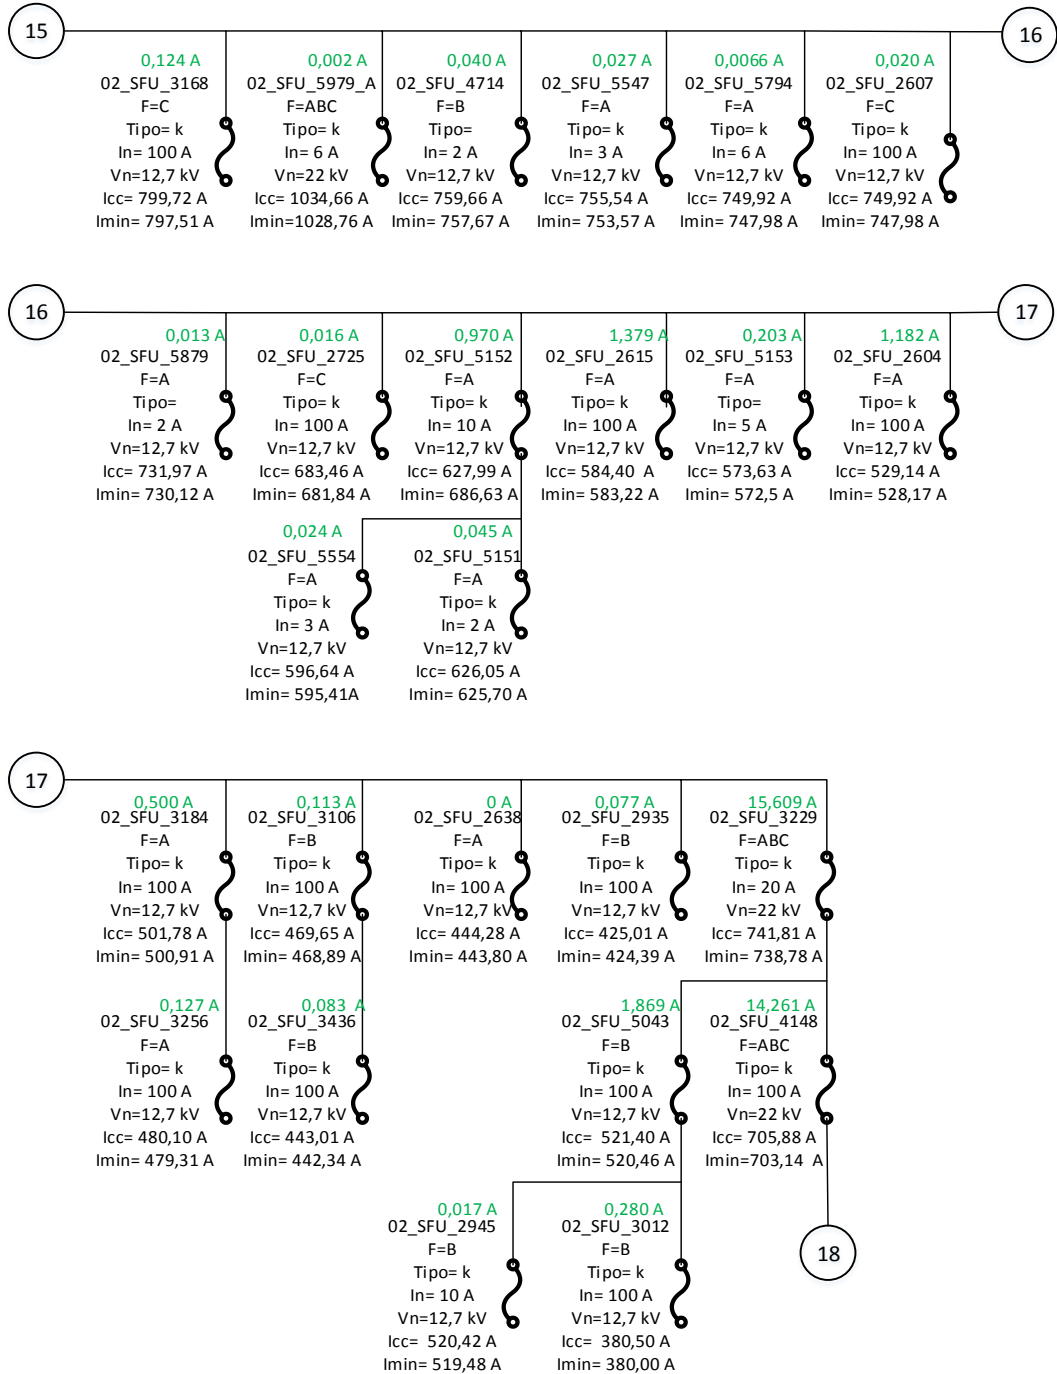 15
16
0,124 A
02_SFU_3168
F=C
Tipo= k
In= 100 A
Vn=12,7 kV
Icc= 799,72 A
Imin= 797,51 A
0,002 A
02_SFU_5979_A
F=ABC
Tipo= k
In= 6 A
Vn=22 kV
Icc= 1034,66 A
Imin=1028,76 A
0,040 A
02_SFU_4714
F=B
Tipo=
In= 2 A
Vn=12,7 kV
Icc= 759,66 A
Imin= 757,67 A
0,027 A
02_SFU_5547
F=A
Tipo= k
In= 3 A
Vn=12,7 kV
Icc= 755,54 A
Imin= 753,57 A
0,0066 A
02_SFU_5794
F=A
Tipo= k
In= 6 A
Vn=12,7 kV
Icc= 749,92 A
Imin= 747,98 A
0,020 A
02_SFU_2607
F=C
Tipo= k
In= 100 A
Vn=12,7 kV
Icc= 749,92 A
Imin= 747,98 A
16
17
0,013 A
02_SFU_5879
F=A
Tipo=
In= 2 A
Vn=12,7 kV
Icc= 731,97 A
Imin= 730,12 A
0,016 A
02_SFU_2725
F=C
Tipo= k
In= 100 A
Vn=12,7 kV
Icc= 683,46 A
Imin= 681,84 A
0,970 A
02_SFU_5152
F=A
Tipo= k
In= 10 A
Vn=12,7 kV
Icc= 627,99 A
Imin= 686,63 A
1,379 A
02_SFU_2615
F=A
Tipo= k
In= 100 A
Vn=12,7 kV
Icc= 584,40 A
Imin= 583,22 A
0,203 A
02_SFU_5153
F=A
Tipo=
In= 5 A
Vn=12,7 kV
Icc= 573,63 A
Imin= 572,5 A
1,182 A
02_SFU_2604
F=A
Tipo= k
In= 100 A
Vn=12,7 kV
Icc= 529,14 A
Imin= 528,17 A
0,024 A
02_SFU_5554
F=A
Tipo= k
In= 3 A
Vn=12,7 kV
Icc= 596,64 A
Imin= 595,41A
0,045 A
02_SFU_5151
F=A
Tipo= k
In= 2 A
Vn=12,7 kV
Icc= 626,05 A
Imin= 625,70 A
17
0,500 A
02_SFU_3184
F=A
Tipo= k
In= 100 A
Vn=12,7 kV
Icc= 501,78 A
Imin= 500,91 A
0,113 A
02_SFU_3106
F=B
Tipo= k
In= 100 A
Vn=12,7 kV
Icc= 469,65 A
Imin= 468,89 A
0 A
02_SFU_2638
F=A
Tipo= k
In= 100 A
Vn=12,7 kV
Icc= 444,28 A
Imin= 443,80 A
0,077 A
02_SFU_2935
F=B
Tipo= k
In= 100 A
Vn=12,7 kV
Icc= 425,01 A
Imin= 424,39 A
15,609 A
02_SFU_3229
F=ABC
Tipo= k
In= 20 A
Vn=22 kV
Icc= 741,81 A
Imin= 738,78 A
0,127 A
02_SFU_3256
F=A
Tipo= k
In= 100 A
Vn=12,7 kV
Icc= 480,10 A
Imin= 479,31 A
0,083 A
02_SFU_3436
F=B
Tipo= k
In= 100 A
Vn=12,7 kV
Icc= 443,01 A
Imin= 442,34 A
1,869 A
02_SFU_5043
F=B
Tipo= k
In= 100 A
Vn=12,7 kV
Icc= 521,40 A
Imin= 520,46 A
14,261 A
02_SFU_4148
F=ABC
Tipo= k
In= 100 A
Vn=22 kV
Icc= 705,88 A
Imin=703,14 A
0,017 A
02_SFU_2945
F=B
Tipo= k
In= 10 A
Vn=12,7 kV
Icc= 520,42 A
Imin= 519,48 A
0,280 A
02_SFU_3012
F=B
Tipo= k
In= 100 A
Vn=12,7 kV
Icc= 380,50 A
Imin= 380,00 A
18